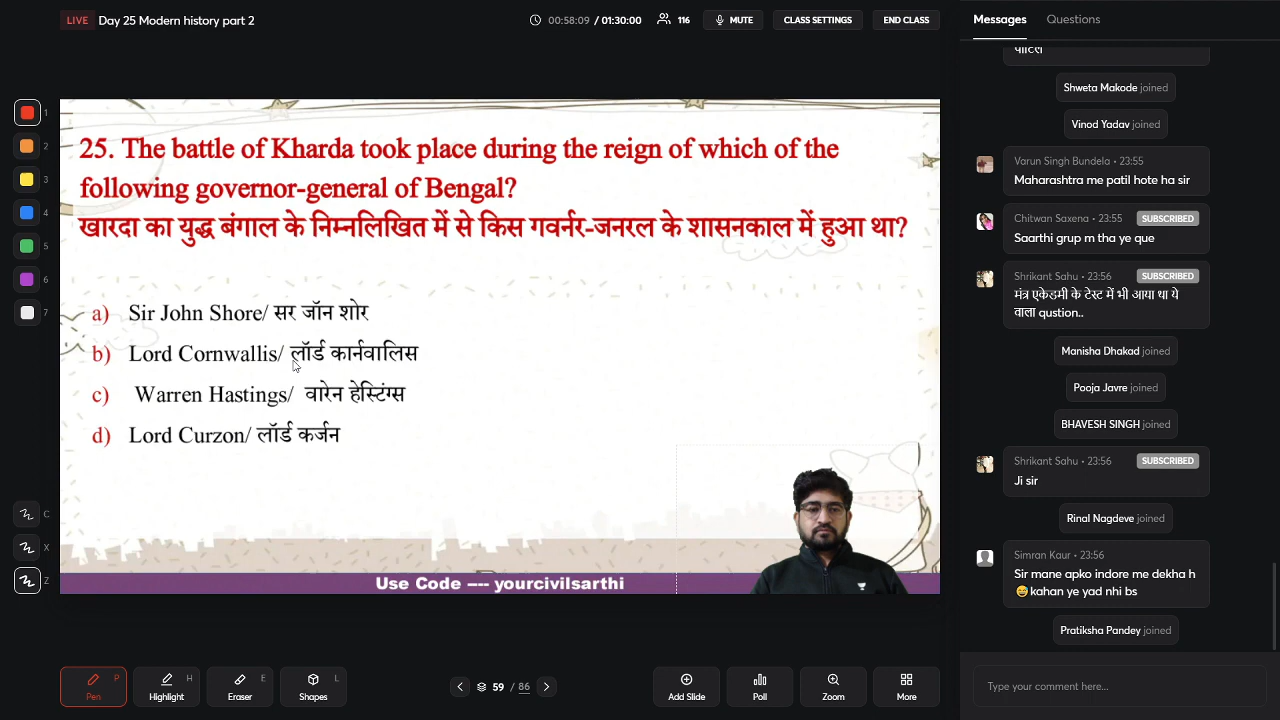 LIVE Day 25 Modern history part 2
00:58:09 / 01:30:00
116
MUTE
CLASS SETTINGS
END CLASS
Messages
Questions
1
2
3
4
5
6
7
C
X
Z
25. The battle of Kharda took place during the reign of which of the
following governor-general of Bengal?
खारदा का युद्ध बंगाल के निम्नलिखित में से किस गवर्नर-जनरल के शासनकाल में हुआ था?
a) Sir John Shore/ सर जॉन शोर
b) Lord Cornwallis/ लॉर्ड कार्नवालिस
c) Warren Hastings/ वारेन हेस्टिंग्स
d) Lord Curzon/ लॉर्ड कर्जन
Use Code ---- yourcivilsarthi
Pen P
Highlight H
Eraser E
Shapes L
59 / 86
Add Slide
Poll
Zoom
More
पाटिल
Shweta Makode joined
Vinod Yadav joined
Varun Singh Bundela • 23:55
Maharashtra me patil hote ha sir
Chitwan Saxena • 23:55 SUBSCRIBED
Saarthi grup m tha ye que
Shrikant Sahu • 23:56 SUBSCRIBED
मंत्र एकेडमी के टेस्ट में भी आया था ये
वाला qustion..
Manisha Dhakad joined
Pooja Javre joined
BHAVESH SINGH joined
Shrikant Sahu • 23:56 SUBSCRIBED
Ji sir
Rinal Nagdeve joined
Simran Kaur • 23:56
Sir mane apko indore me dekha h
😅kahan ye yad nhi bs
Pratiksha Pandey joined
Type your comment here...